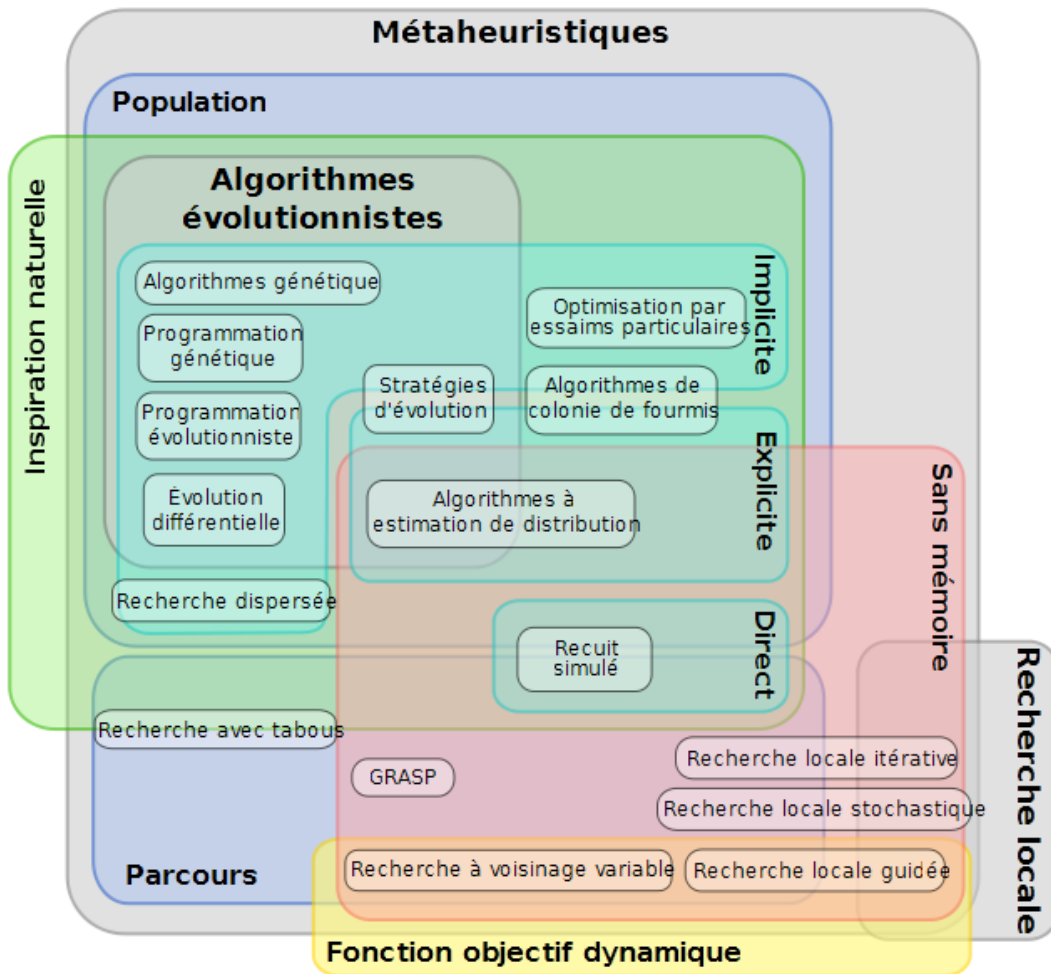 Métaheuristiques
Population
Inspiration naturelle
Algorithmes
évolutionnistes
Implicite
Algorithmes génétique
Optimisation par
essaims particulaires
Programmation
génétique
Stratégies
d'évolution
Algorithmes de
colonie de fourmis
Programmation
évolutionniste
Explicite
Sans mémoire
Évolution
différentielle
Algorithmes à
estimation de distribution
Recherche dispersée
Direct
Recuit
simulé
Recherche locale
Recherche avec tabous
GRASP
Recherche locale itérative
Recherche locale stochastique
Parcours
Recherche à voisinage variable
Recherche locale guidée
Fonction objectif dynamique